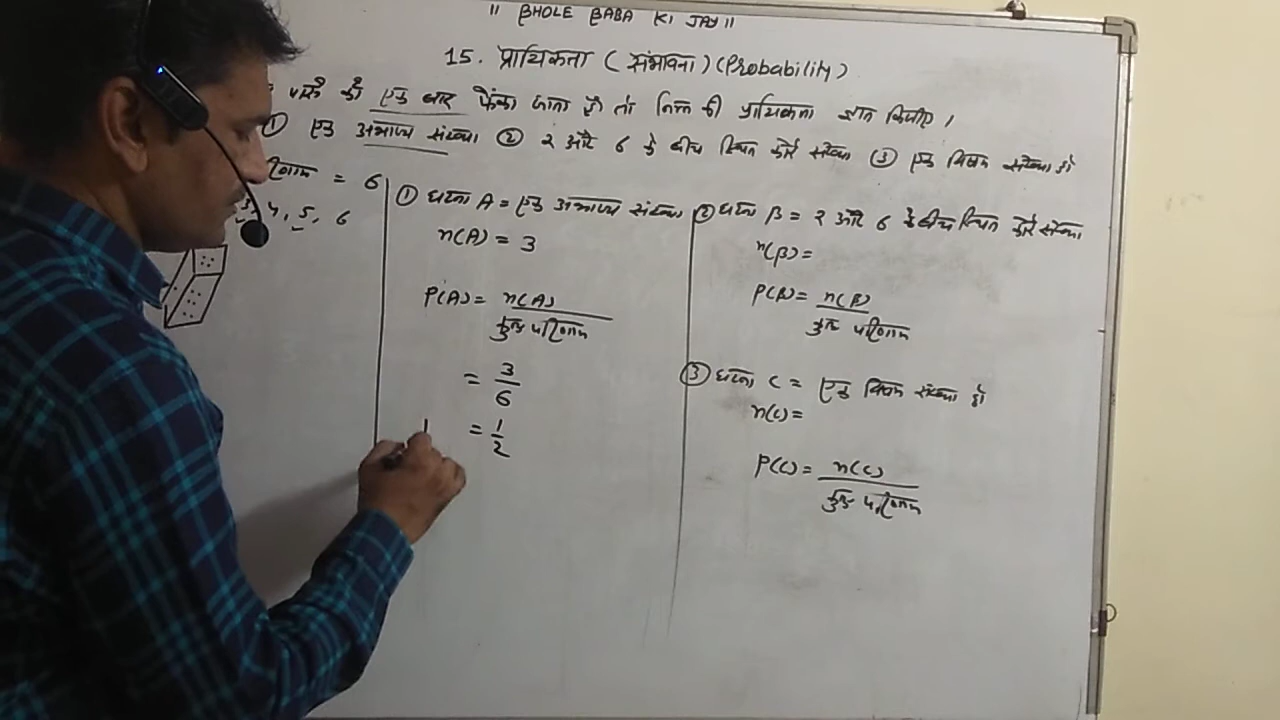 ॥ BHOLE BABA KI JAY ॥
15. प्रायिकता ( संभावना ) (Probability)
को एक बार फेंका जाता है तो निम्न की प्रायिकता ज्ञात कीजिए।
① एक अभाज्य संख्या ② 2 और 6 के बीच स्थित कोई संख्या ③ एक विषम संख्या हो
= 6
4, 5, 6
① घटना A = एक अभाज्य संख्या
n(A) = 3
P(A) = n(A)
कुल परिणाम
= 3
6
= 1
2
② घटना B = 2 और 6 के बीच स्थित कोई संख्या
n(B) =
P(B) = n(B)
कुल परिणाम
③ घटना C = एक विषम संख्या हो
n(C) =
P(C) = n(C)
कुल परिणाम